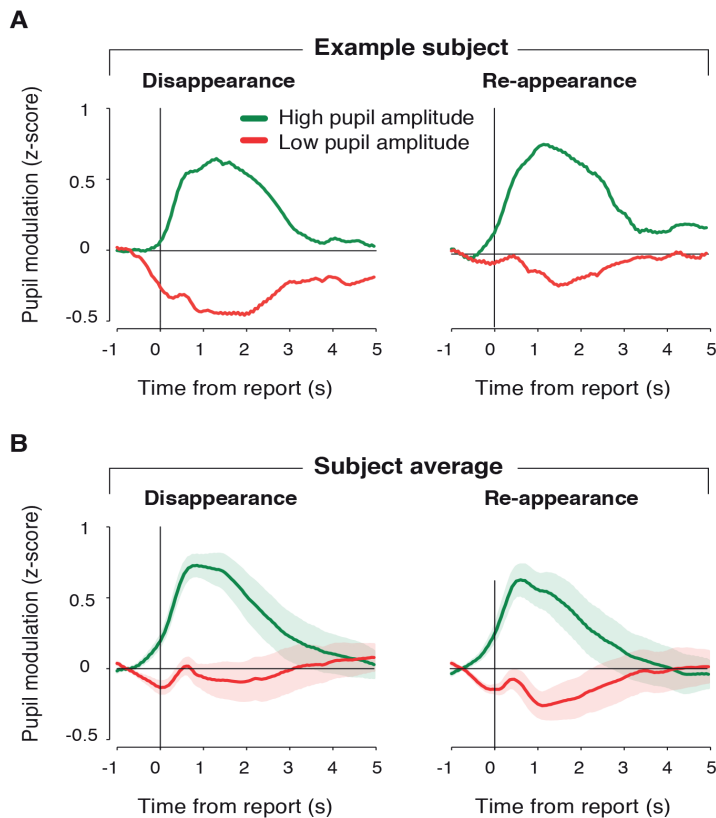 A
Example subject
Disappearance
Re-appearance
High pupil amplitude
Low pupil amplitude
Pupil modulation (z-score)
1
0.5
0
-0.5
-1 0 1 2 3 4 5
-1 0 1 2 3 4 5
Time from report (s)
Time from report (s)
B
Subject average
Disappearance
Re-appearance
Pupil modulation (z-score)
1
0.5
0
-0.5
-1 0 1 2 3 4 5
-1 0 1 2 3 4 5
Time from report (s)
Time from report (s)